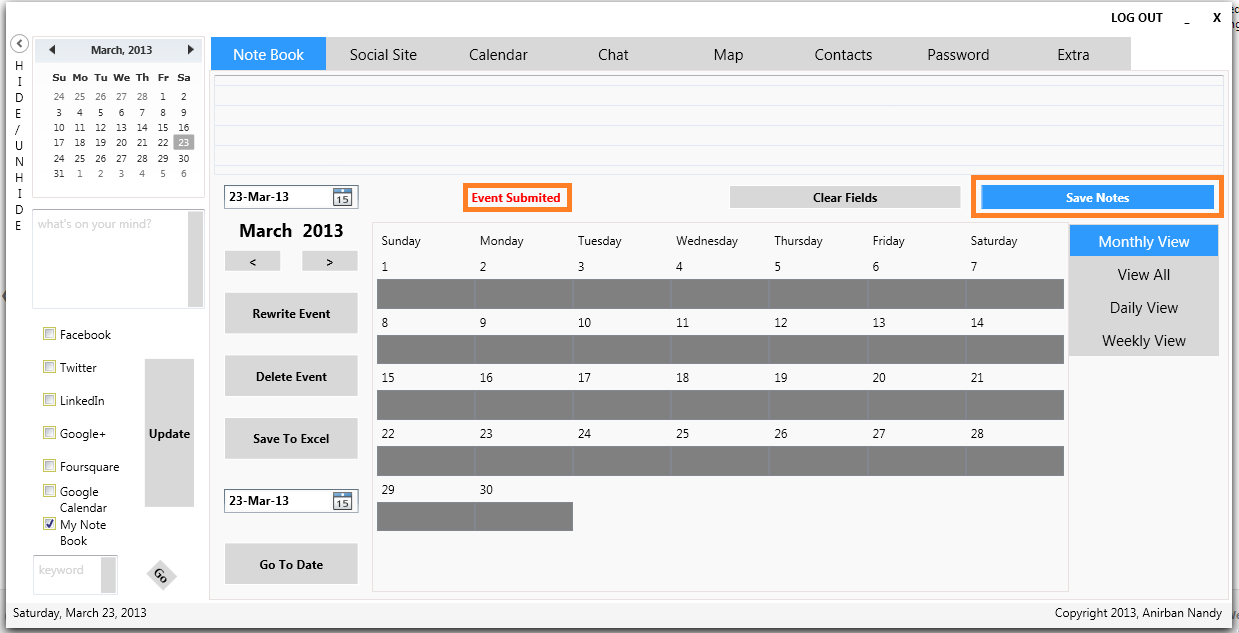 LOG OUT _ X
HIDE/UNHIDE
March, 2013
Su Mo Tu We Th Fr Sa
24 25 26 27 28 1 2
3 4 5 6 7 8 9
10 11 12 13 14 15 16
17 18 19 20 21 22 23
24 25 26 27 28 29 30
31 1 2 3 4 5 6
what's on your mind?
Facebook
Twitter
LinkedIn
Google+
Foursquare
Google
Calendar
My Note
Book
Update
keyword
Go
Note Book Social Site Calendar Chat Map Contacts Password Extra
23-Mar-13 15 Event Submited Clear Fields Save Notes
March 2013
< >
Rewrite Event
Delete Event
Save To Excel
23-Mar-13 15
Go To Date
Sunday Monday Tuesday Wednesday Thursday Friday Saturday
1 2 3 4 5 6 7
8 9 10 11 12 13 14
15 16 17 18 19 20 21
22 23 24 25 26 27 28
29 30
Monthly View
View All
Daily View
Weekly View
Saturday, March 23, 2013 Copyright 2013, Anirban Nandy